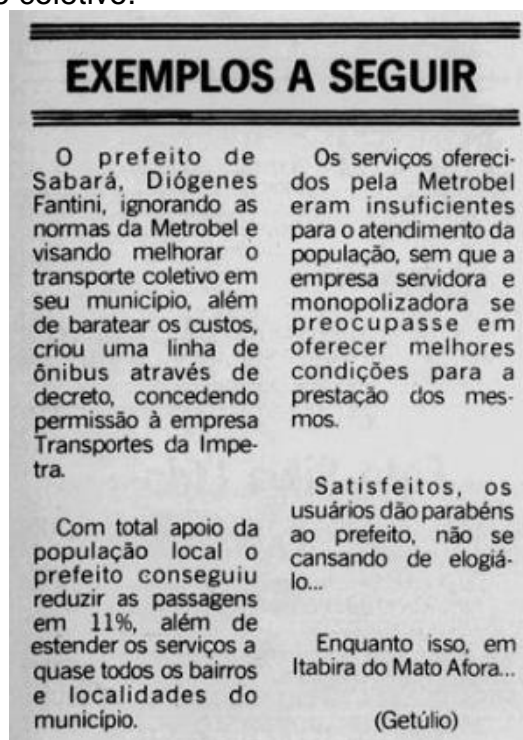 o coletivo.
EXEMPLOS A SEGUIR
O prefeito de
Sabará, Diógenes
Fantini, ignorando as
normas da Metrobel e
visando melhorar o
transporte coletivo em
seu município, além
de baratear os custos,
criou uma linha de
ônibus através de
decreto, concedendo
permissão à empresa
Transportes da Impe-
tra.
Com total apoio da
população local o
prefeito conseguiu
reduzir as passagens
em 11%, além de
estender os serviços a
quase todos os bairros
e localidades do
município.
Os serviços ofereci-
dos pela Metrobel
eram insuficientes
para o atendimento da
população, sem que a
empresa servidora e
monopolizadora se
preocupasse em
oferecer melhores
condições para a
prestação dos mes-
mos.
Satisfeitos, os
usuários dão parabéns
ao prefeito, não se
cansando de elogiá-
lo...
Enquanto isso, em
Itabira do Mato Afora...
(Getúlio)